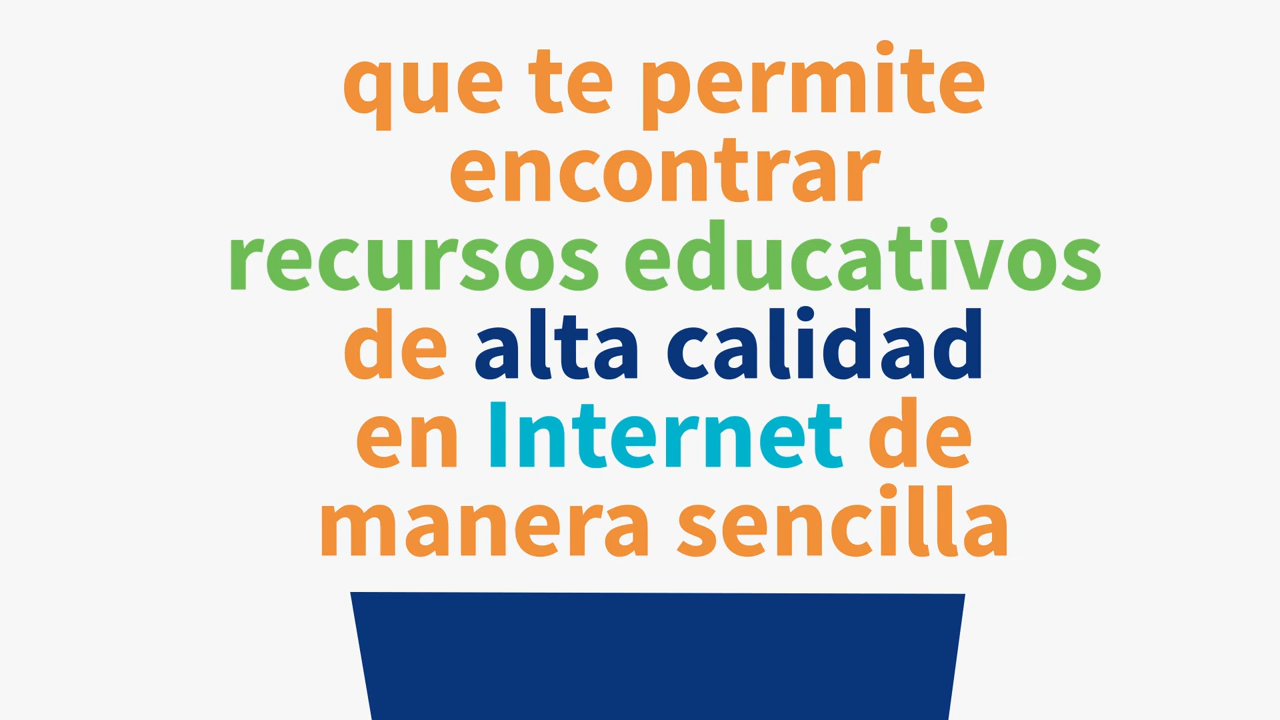 que te permite
encontrar
recursos educativos
de alta calidad
en Internet de
manera sencilla